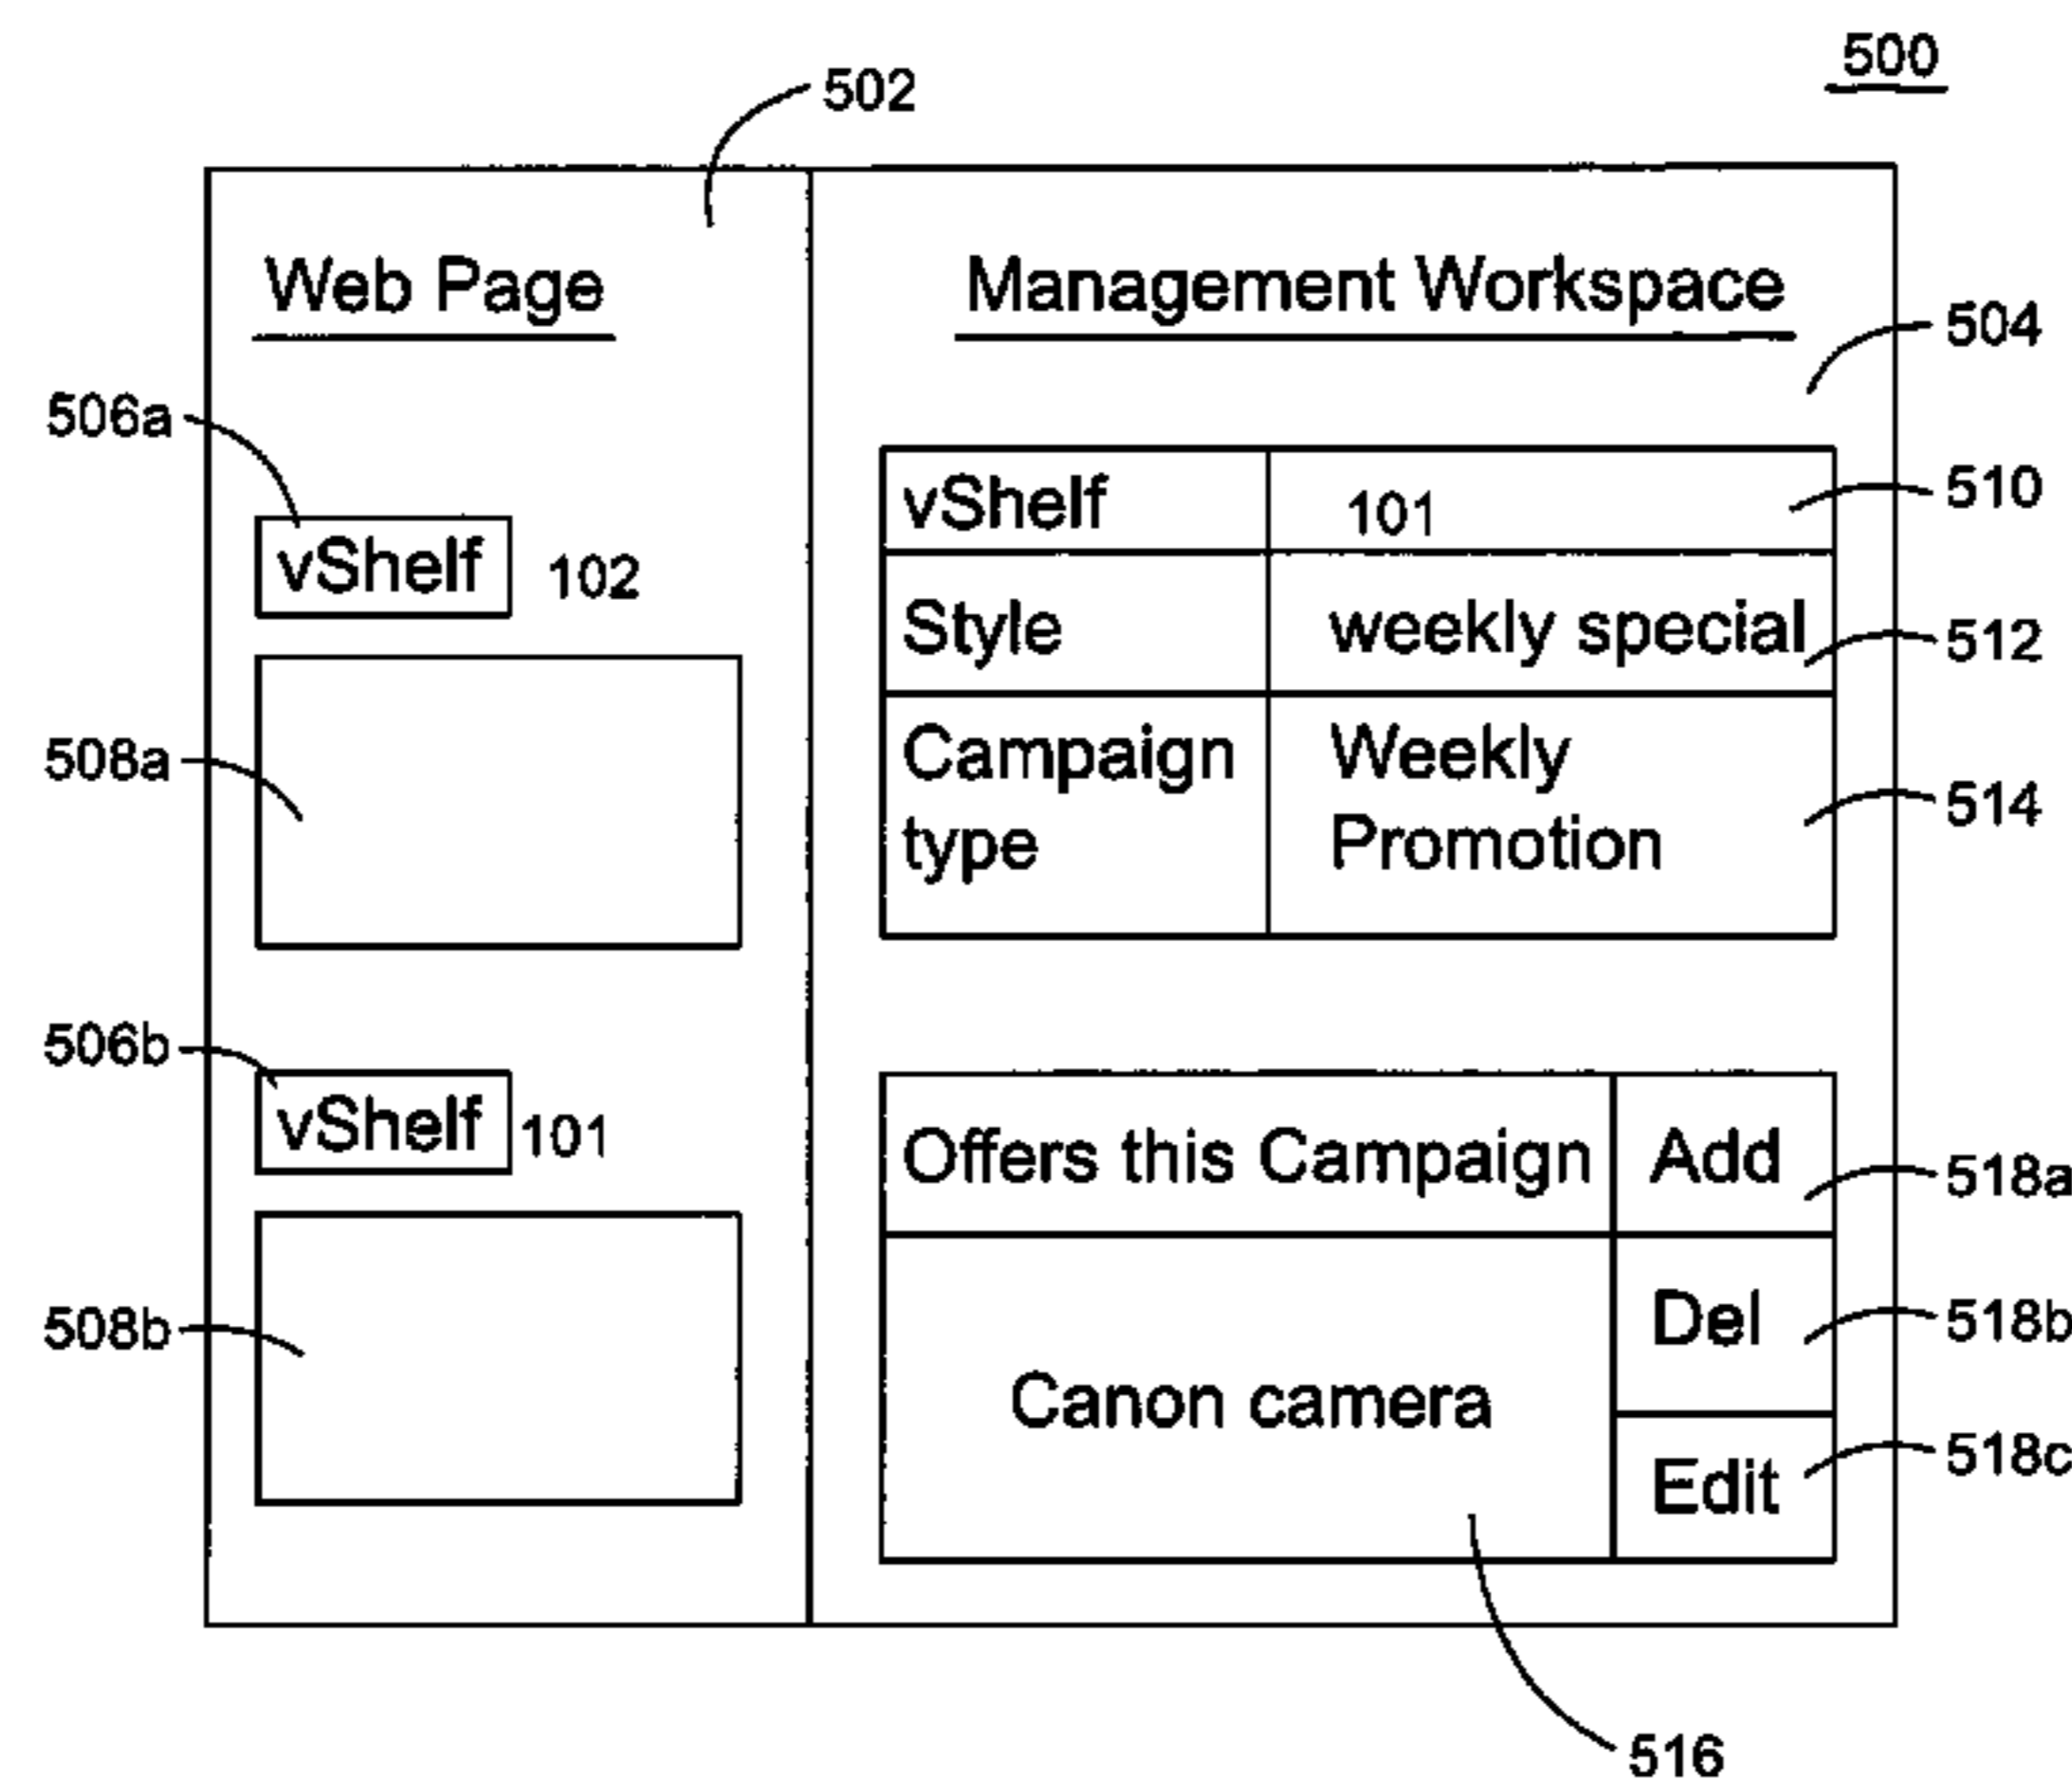 500
502
Web Page
Management Workspace
504
506a
vShelf 102
508a
506b
vShelf 101
508b
vShelf 101
510
Style weekly special
512
Campaign Weekly
type Promotion
514
Offers this Campaign Add
518a
Del
518b
Canon camera
Edit
518c
516